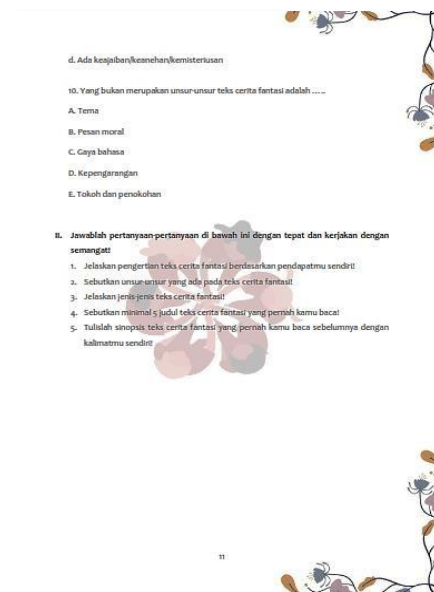 d. Ada keajaiban/keanehan/kemisteriusan
10. Yang bukan merupakan unsur-unsur teks cerita fantasi adalah .....
A. Tema
B. Pesan moral
C. Gaya bahasa
D. Kepengarangan
E. Tokoh dan penokohan
II. Jawablah pertanyaan-pertanyaan di bawah ini dengan tepat dan kerjakan dengan
semangat!
1. Jelaskan pengertian teks cerita fantasi berdasarkan pendapatmu sendiri!
2. Sebutkan unsur-unsur yang ada pada teks cerita fantasi!
3. Jelaskan jenis-jenis teks cerita fantasi!
4. Sebutkan minimal 5 judul teks cerita fantasi yang pernah kamu baca!
5. Tulislah sinopsis teks cerita fantasi yang pernah kamu baca sebelumnya dengan
kalimatmu sendiri!
11